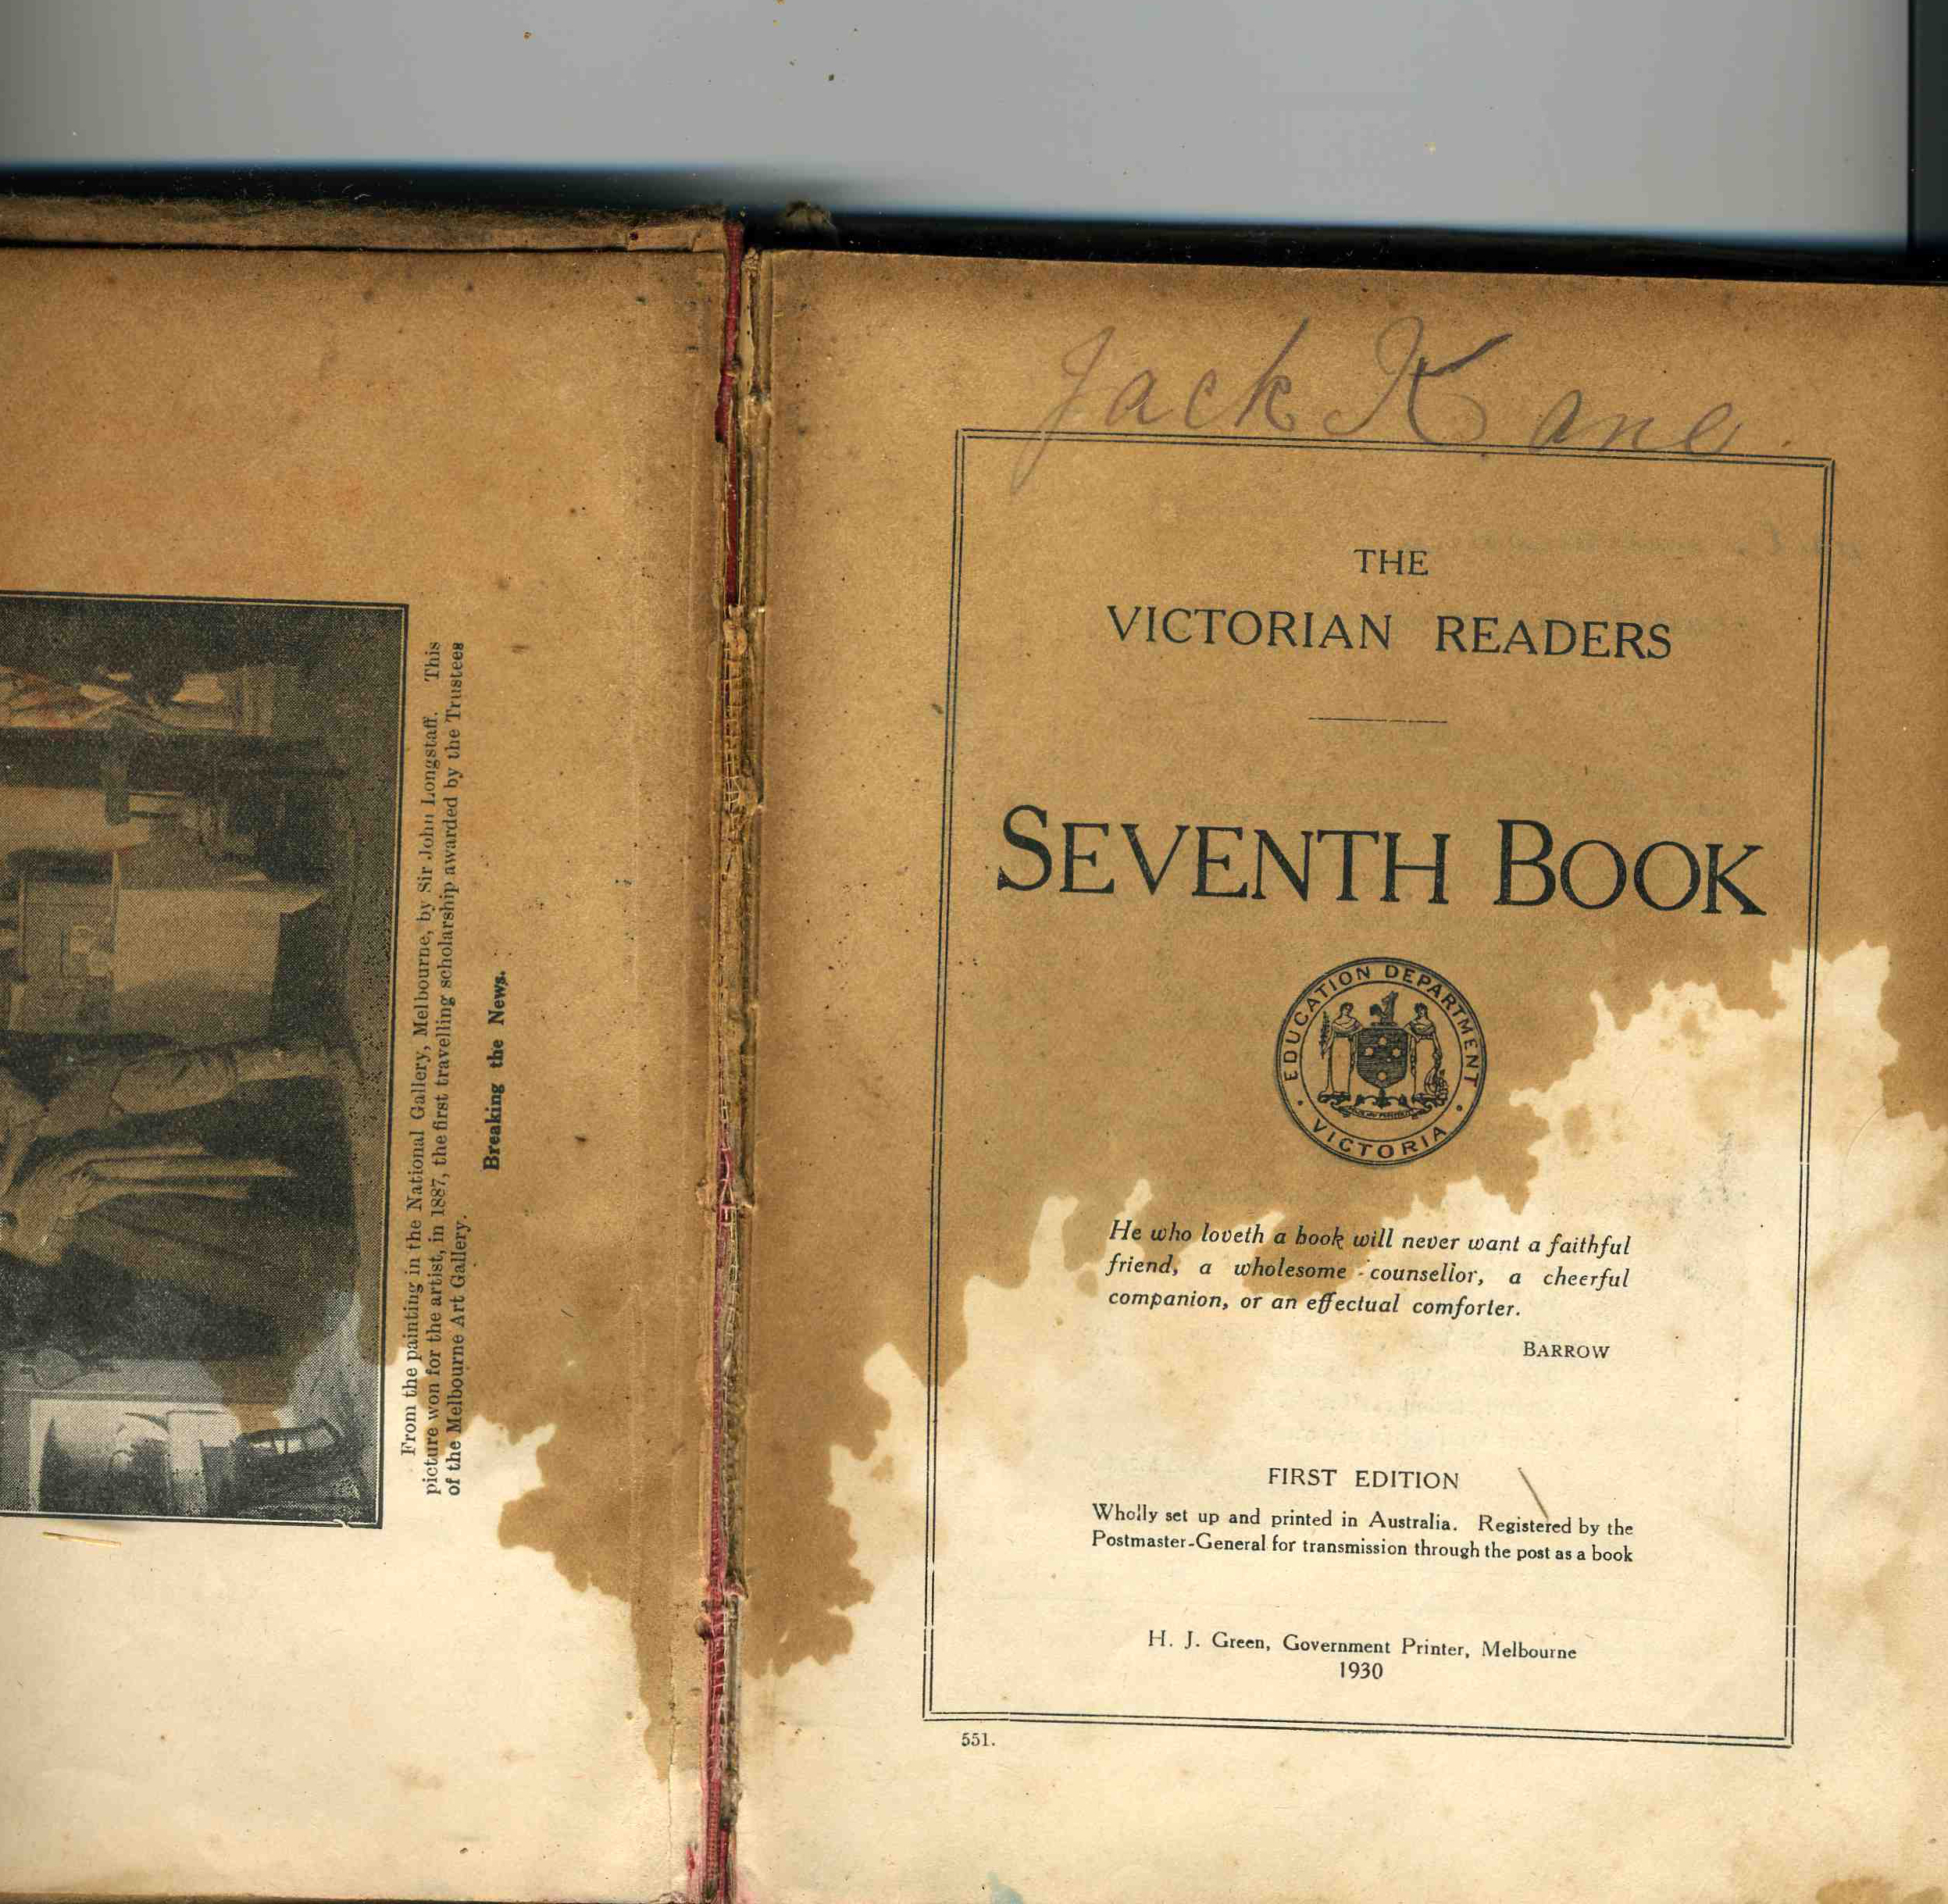 From the painting in the National Gallery, Melbourne, by Sir John Longstaff. This
picture won for the artist, in 1887, the first travelling scholarship awarded by the Trustees
of the Melbourne Art Gallery.
Breaking the News.
Jack Kane.
THE
VICTORIAN READERS
SEVENTH BOOK
EDUCATION DEPARTMENT
VICTORIA
He who loveth a book will never want a faithful
friend, a wholesome counsellor, a cheerful
companion, or an effectual comforter.
BARROW
FIRST EDITION
Wholly set up and printed in Australia. Registered by the
Postmaster-General for transmission through the post as a book
H. J. Green, Government Printer, Melbourne
1930
551.